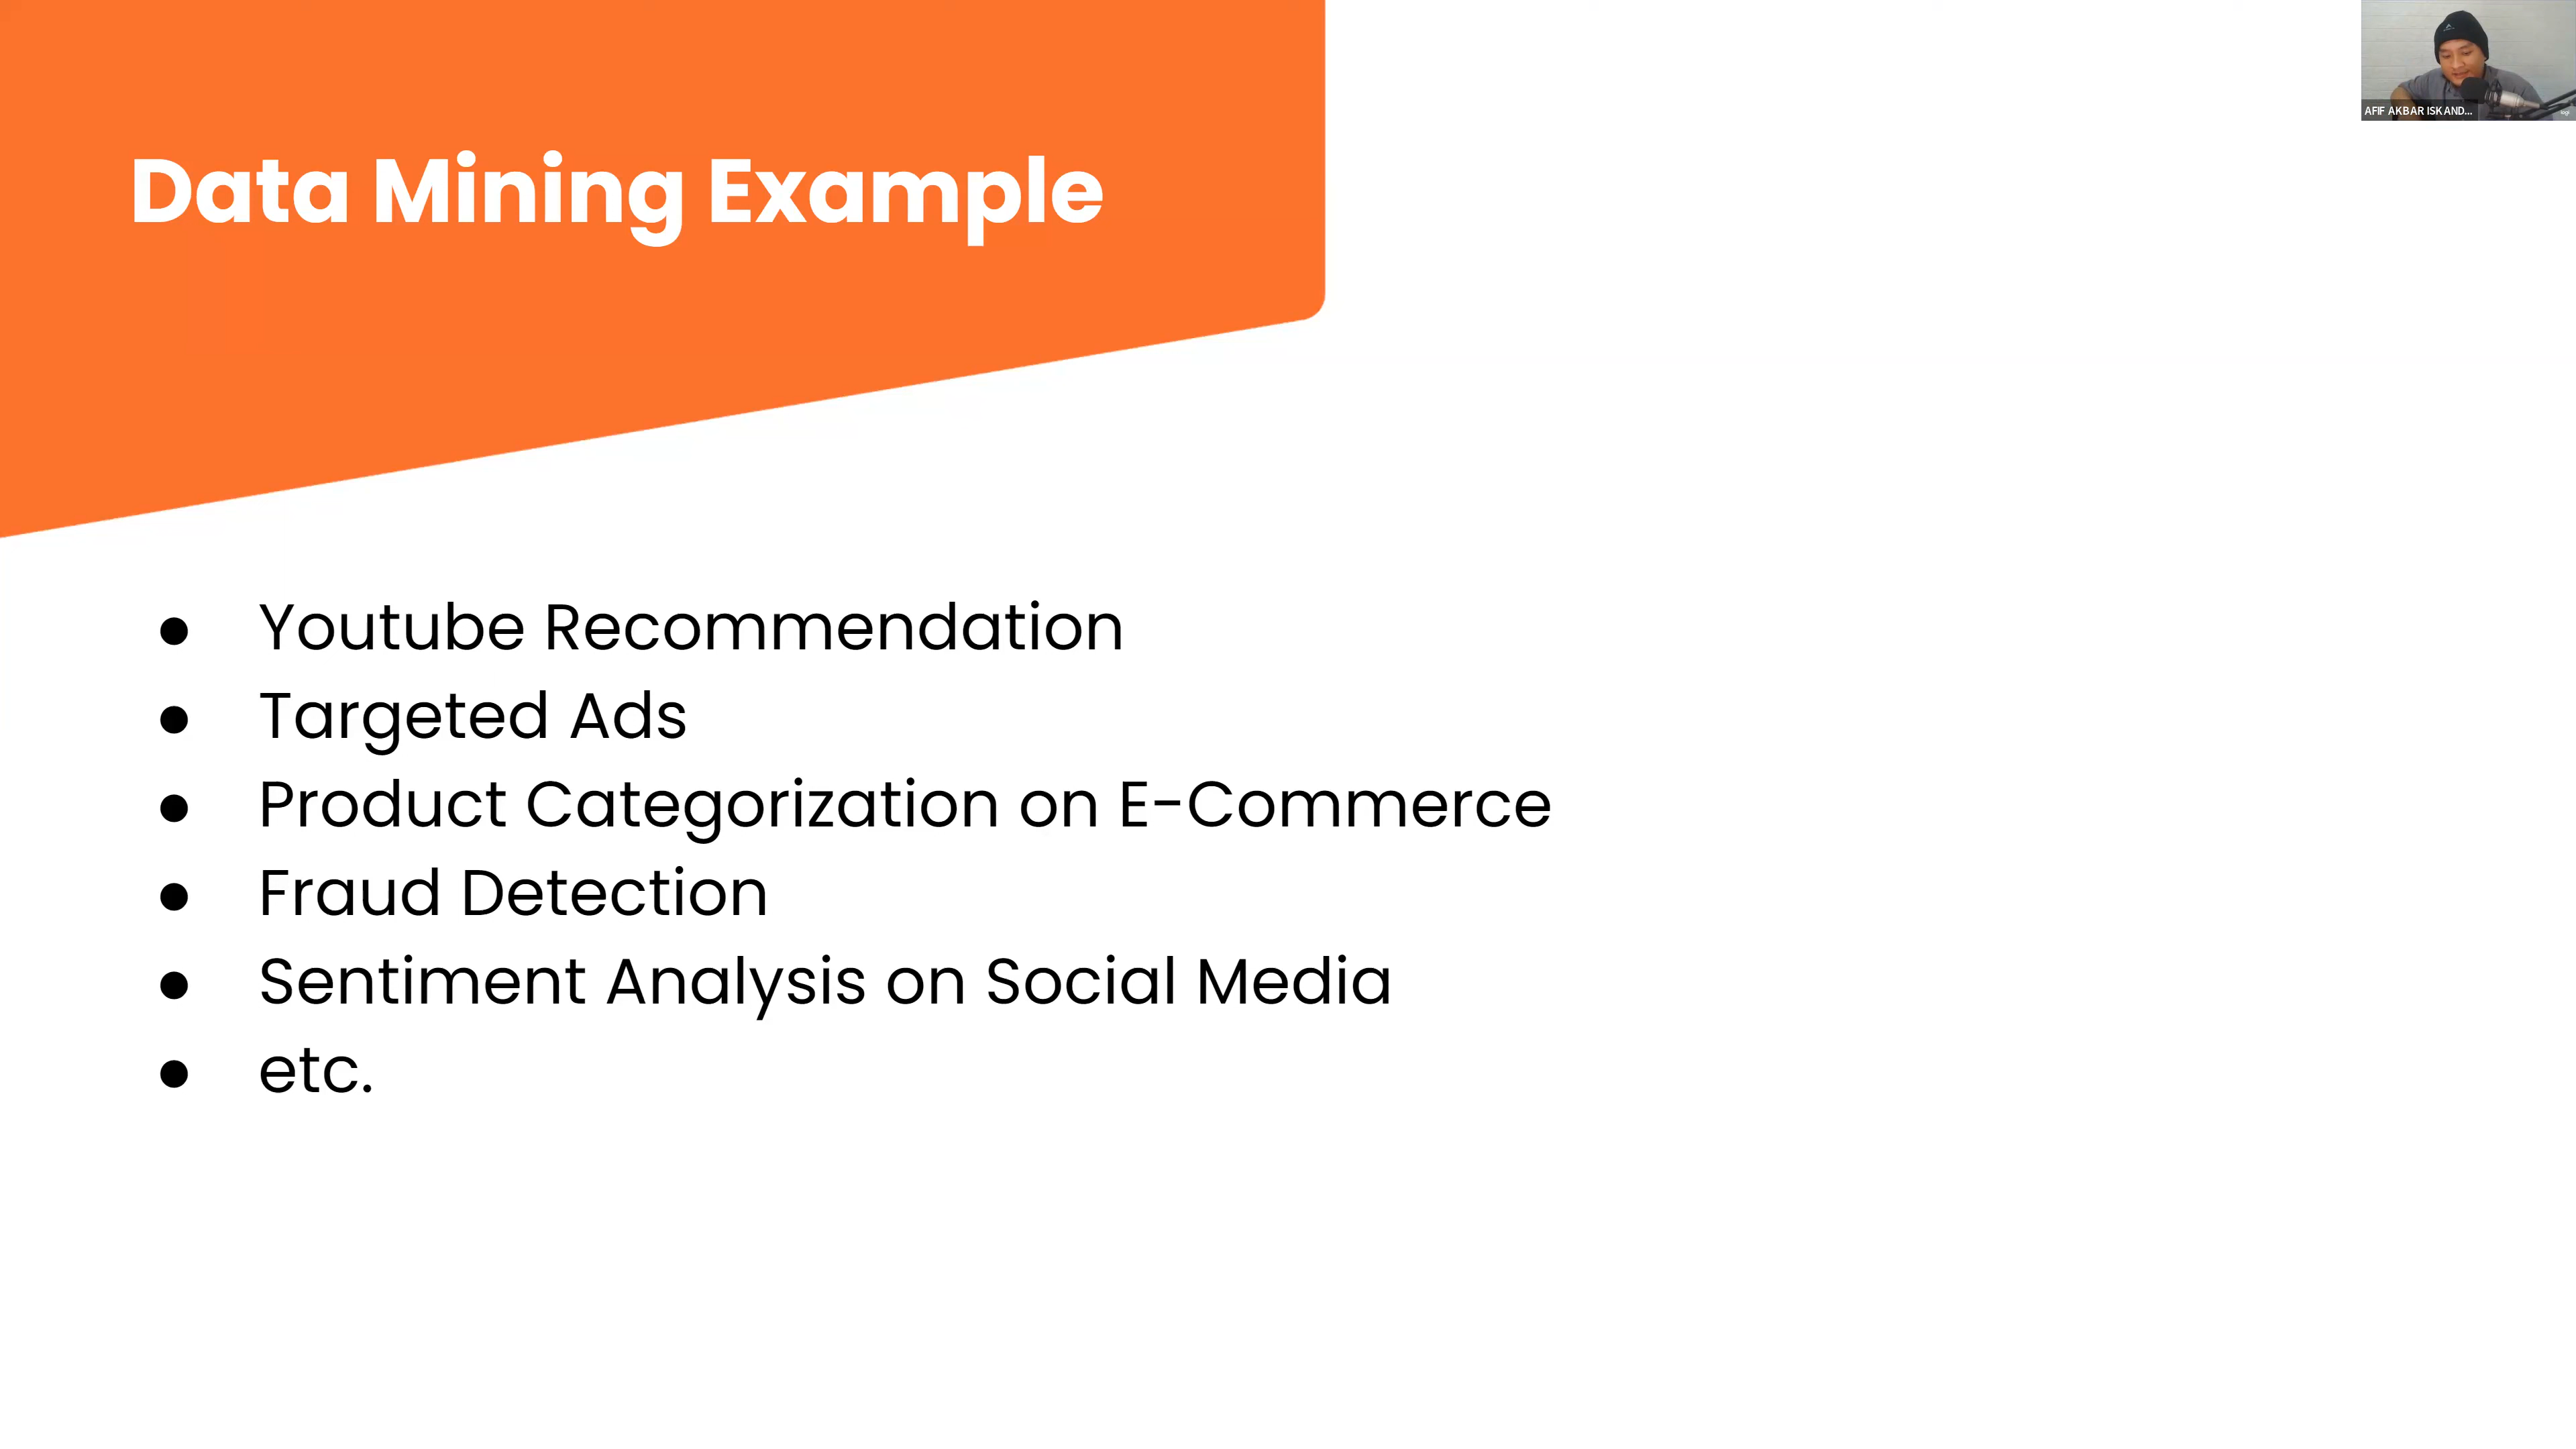 Data Mining Example
AFIF AKBAR ISKAND...
● Youtube Recommendation
● Targeted Ads
● Product Categorization on E-Commerce
● Fraud Detection
● Sentiment Analysis on Social Media
● etc.